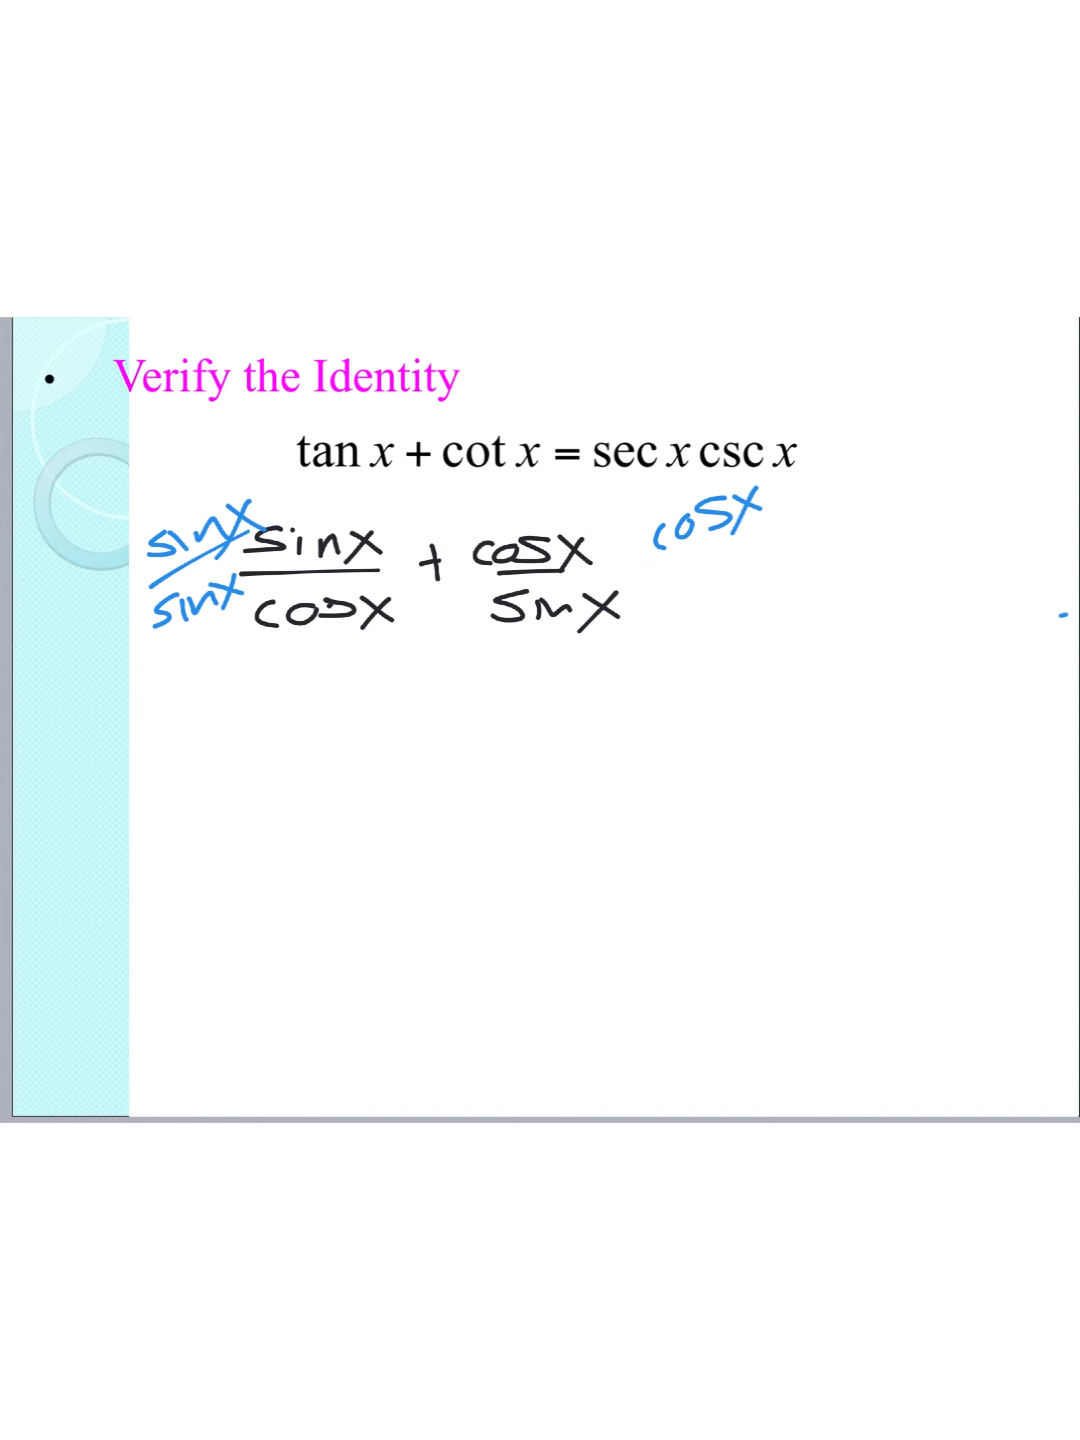 • Verify the Identity
tan x + cot x = sec x csc x
sinx/sinx sinx/cosx + cosx/sinx cosx